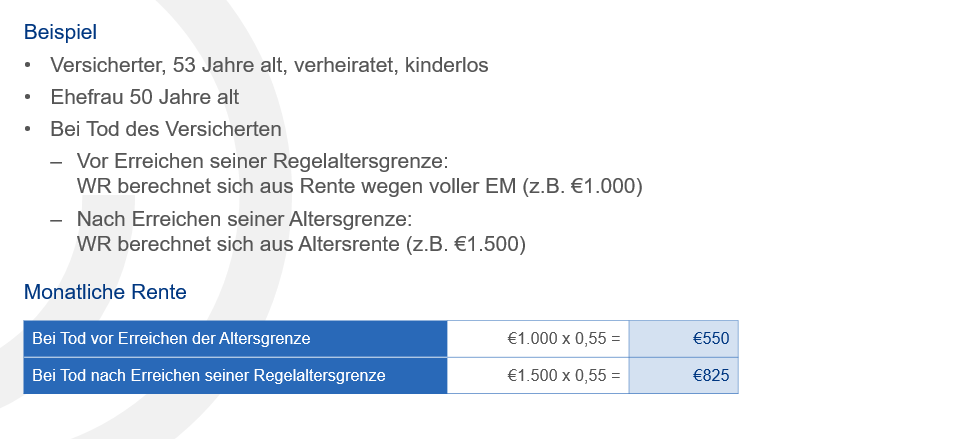 Beispiel
• Versicherter, 53 Jahre alt, verheiratet, kinderlos
• Ehefrau 50 Jahre alt
• Bei Tod des Versicherten
– Vor Erreichen seiner Regelaltersgrenze:
WR berechnet sich aus Rente wegen voller EM (z.B. €1.000)
– Nach Erreichen seiner Altersgrenze:
WR berechnet sich aus Altersrente (z.B. €1.500)
Monatliche Rente
Bei Tod vor Erreichen der Altersgrenze €1.000 x 0,55 = €550
Bei Tod nach Erreichen seiner Regelaltersgrenze €1.500 x 0,55 = €825